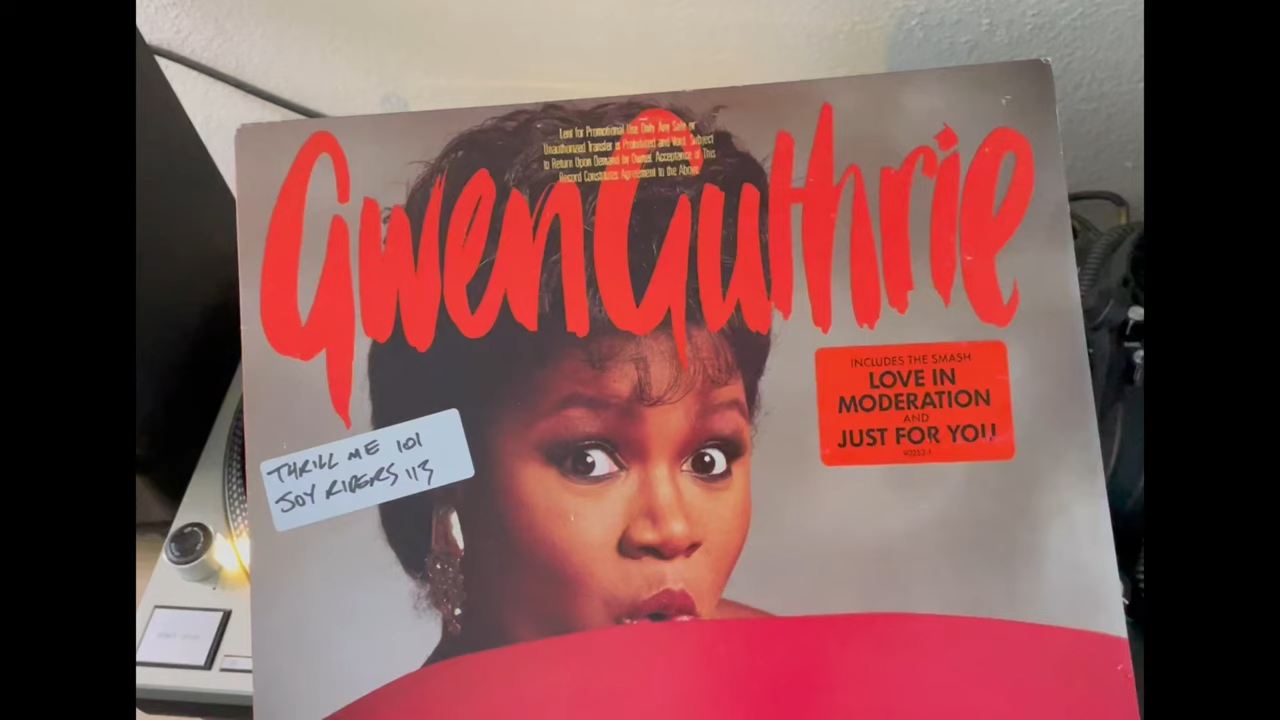 Lent for Promotional Use Only Any Sale or
Unauthorized Transfer is Prohibited and Void. Subject
to Return Upon Demand by Owner. Acceptance of This
Record Constitutes Agreement to the Above.
Gwen Guthrie
INCLUDES THE SMASH
LOVE IN
MODERATION
AND
JUST FOR YOU
THRILL ME 101
JOY RIDERS 113